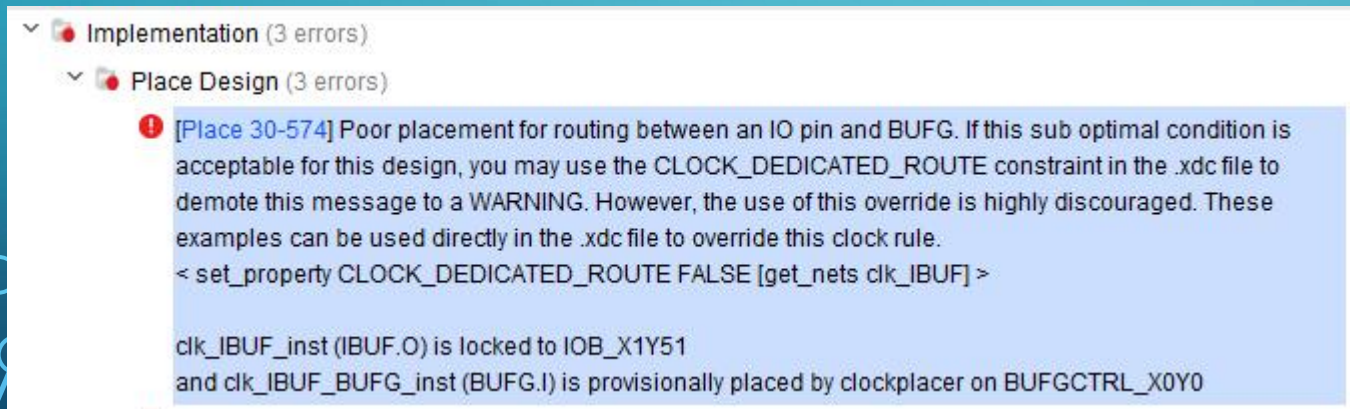 Implementation (3 errors)
Place Design (3 errors)
[Place 30-574] Poor placement for routing between an IO pin and BUFG. If this sub optimal condition is
acceptable for this design, you may use the CLOCK_DEDICATED_ROUTE constraint in the .xdc file to
demote this message to a WARNING. However, the use of this override is highly discouraged. These
examples can be used directly in the .xdc file to override this clock rule.
< set_property CLOCK_DEDICATED_ROUTE FALSE [get_nets clk_IBUF] >
clk_IBUF_inst (IBUF.O) is locked to IOB_X1Y51
and clk_IBUF_BUFG_inst (BUFG.I) is provisionally placed by clockplacer on BUFGCTRL_X0Y0